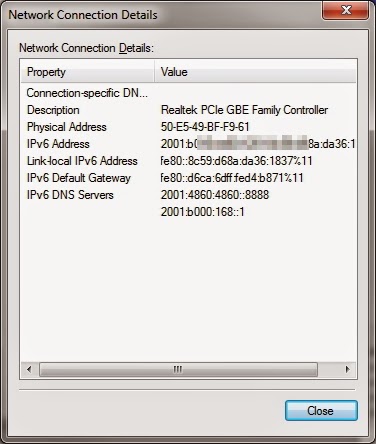 Network Connection Details
Network Connection Details:
Property Value
Connection-specific DN...
Description Realtek PCIe GBE Family Controller
Physical Address 50-E5-49-BF-F9-61
IPv6 Address 2001:b0 8a:da36:1
Link-local IPv6 Address fe80::8c59:d68a:da36:1837%11
IPv6 Default Gateway fe80::d6ca:6dff:fed4:b871%11
IPv6 DNS Servers 2001:4860:4860::8888
2001:b000:168::1
Close